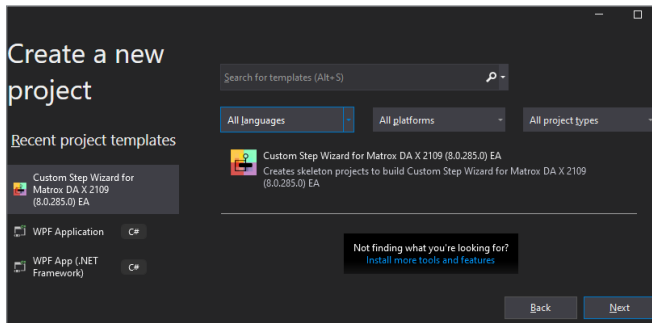 Create a new
project
Search for templates (Alt+S)
All languages
All platforms
All project types
Recent project templates
Custom Step Wizard for
Matrox DA X 2109
(8.0.285.0) EA
WPF Application C#
WPF App (.NET
Framework) C#
Custom Step Wizard for Matrox DA X 2109 (8.0.285.0) EA
Creates skeleton projects to build Custom Step Wizard for Matrox DA X 2109
(8.0.285.0) EA
Not finding what you're looking for?
Install more tools and features
Back
Next